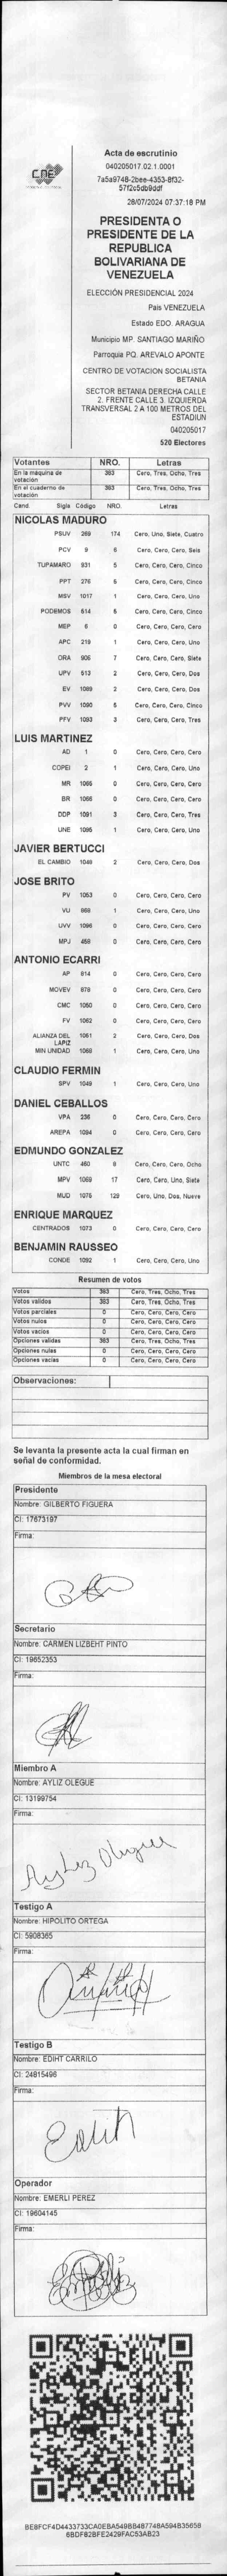 CNE
Acta de escrutinio
040205017.02.1.0001
7a5a9748-2bee-4353-8f32-
57f2c5db9ddf
28/07/2024 07:37:18 PM
PRESIDENTA O
PRESIDENTE DE LA
REPUBLICA
BOLIVARIANA DE
VENEZUELA
ELECCIÓN PRESIDENCIAL 2024
Pais VENEZUELA
Estado EDO. ARAGUA
Municipio MP. SANTIAGO MARIÑO
Parroquia PQ. AREVALO APONTE
CENTRO DE VOTACION SOCIALISTA
BETANIA
SECTOR BETANIA DERECHA CALLE
2. FRENTE CALLE 3. IZQUIERDA
TRANSVERSAL 2 A 100 METROS DEL
ESTADIUN
040205017
520 Electores
Votantes NRO. Letras
En la maquina de votación 383 Cero, Tres, Ocho, Tres
En el cuaderno de votación 383 Cero, Tres, Ocho, Tres
Cand. Sigla Código NRO. Letras
NICOLAS MADURO
PSUV 269 174 Cero, Uno, Siete, Cuatro
PCV 9 6 Cero, Cero, Cero, Seis
TUPAMARO 931 5 Cero, Cero, Cero, Cinco
PPT 276 5 Cero, Cero, Cero, Cinco
MSV 1017 1 Cero, Cero, Cero, Uno
PODEMOS 514 5 Cero, Cero, Cero, Cinco
MEP 6 0 Cero, Cero, Cero, Cero
APC 219 1 Cero, Cero, Cero, Uno
ORA 906 7 Cero, Cero, Cero, Siete
UPV 513 2 Cero, Cero, Cero, Dos
EV 1089 2 Cero, Cero, Cero, Dos
PVV 1090 5 Cero, Cero, Cero, Cinco
PFV 1093 3 Cero, Cero, Cero, Tres
LUIS MARTINEZ
AD 1 0 Cero, Cero, Cero, Cero
COPEI 2 1 Cero, Cero, Cero, Uno
MR 1065 0 Cero, Cero, Cero, Cero
BR 1066 0 Cero, Cero, Cero, Cero
DDP 1091 3 Cero, Cero, Cero, Tres
UNE 1095 1 Cero, Cero, Cero, Uno
JAVIER BERTUCCI
EL CAMBIO 1048 2 Cero, Cero, Cero, Dos
JOSE BRITO
PV 1053 0 Cero, Cero, Cero, Cero
VU 868 1 Cero, Cero, Cero, Uno
UVV 1096 0 Cero, Cero, Cero, Cero
MPJ 458 0 Cero, Cero, Cero, Cero
ANTONIO ECARRI
AP 814 0 Cero, Cero, Cero, Cero
MOVEV 878 0 Cero, Cero, Cero, Cero
CMC 1050 0 Cero, Cero, Cero, Cero
FV 1062 0 Cero, Cero, Cero, Cero
ALIANZA DEL LAPIZ 1051 2 Cero, Cero, Cero, Dos
MIN UNIDAD 1068 1 Cero, Cero, Cero, Uno
CLAUDIO FERMIN
SPV 1049 1 Cero, Cero, Cero, Uno
DANIEL CEBALLOS
VPA 236 0 Cero, Cero, Cero, Cero
AREPA 1094 0 Cero, Cero, Cero, Cero
EDMUNDO GONZALEZ
UNTC 460 8 Cero, Cero, Cero, Ocho
MPV 1069 17 Cero, Cero, Uno, Siete
MUD 1075 129 Cero, Uno, Dos, Nueve
ENRIQUE MARQUEZ
CENTRADOS 1073 0 Cero, Cero, Cero, Cero
BENJAMIN RAUSSEO
CONDE 1092 1 Cero, Cero, Cero, Uno
Resumen de votos
Votos 383 Cero, Tres, Ocho, Tres
Votos validos 383 Cero, Tres, Ocho, Tres
Votos parciales 0 Cero, Cero, Cero, Cero
Votos nulos 0 Cero, Cero, Cero, Cero
Votos vacios 0 Cero, Cero, Cero, Cero
Opciones validas 383 Cero, Tres, Ocho, Tres
Opciones nulas 0 Cero, Cero, Cero, Cero
Opciones vacias 0 Cero, Cero, Cero, Cero
Observaciones:
Se levanta la presente acta la cual firman en
señal de conformidad.
Miembros de la mesa electoral
Presidente
Nombre: GILBERTO FIGUERA
CI: 17673197
Firma:
Secretario
Nombre: CARMEN LIZBEHT PINTO
CI: 19652353
Firma:
Miembro A
Nombre: AYLIZ OLEGUE
CI: 13199754
Firma:
Aylez Olegue
Testigo A
Nombre: HIPOLITO ORTEGA
CI: 5908365
Firma:
Testigo B
Nombre: EDIHT CARRILO
CI: 24815496
Firma:
Edith
Operador
Nombre: EMERLI PEREZ
CI: 19604145
Firma:
BE8FCF4D4433733CA0EBA549BB487748A594B35658
6BDF82BFE2429FAC53AB23